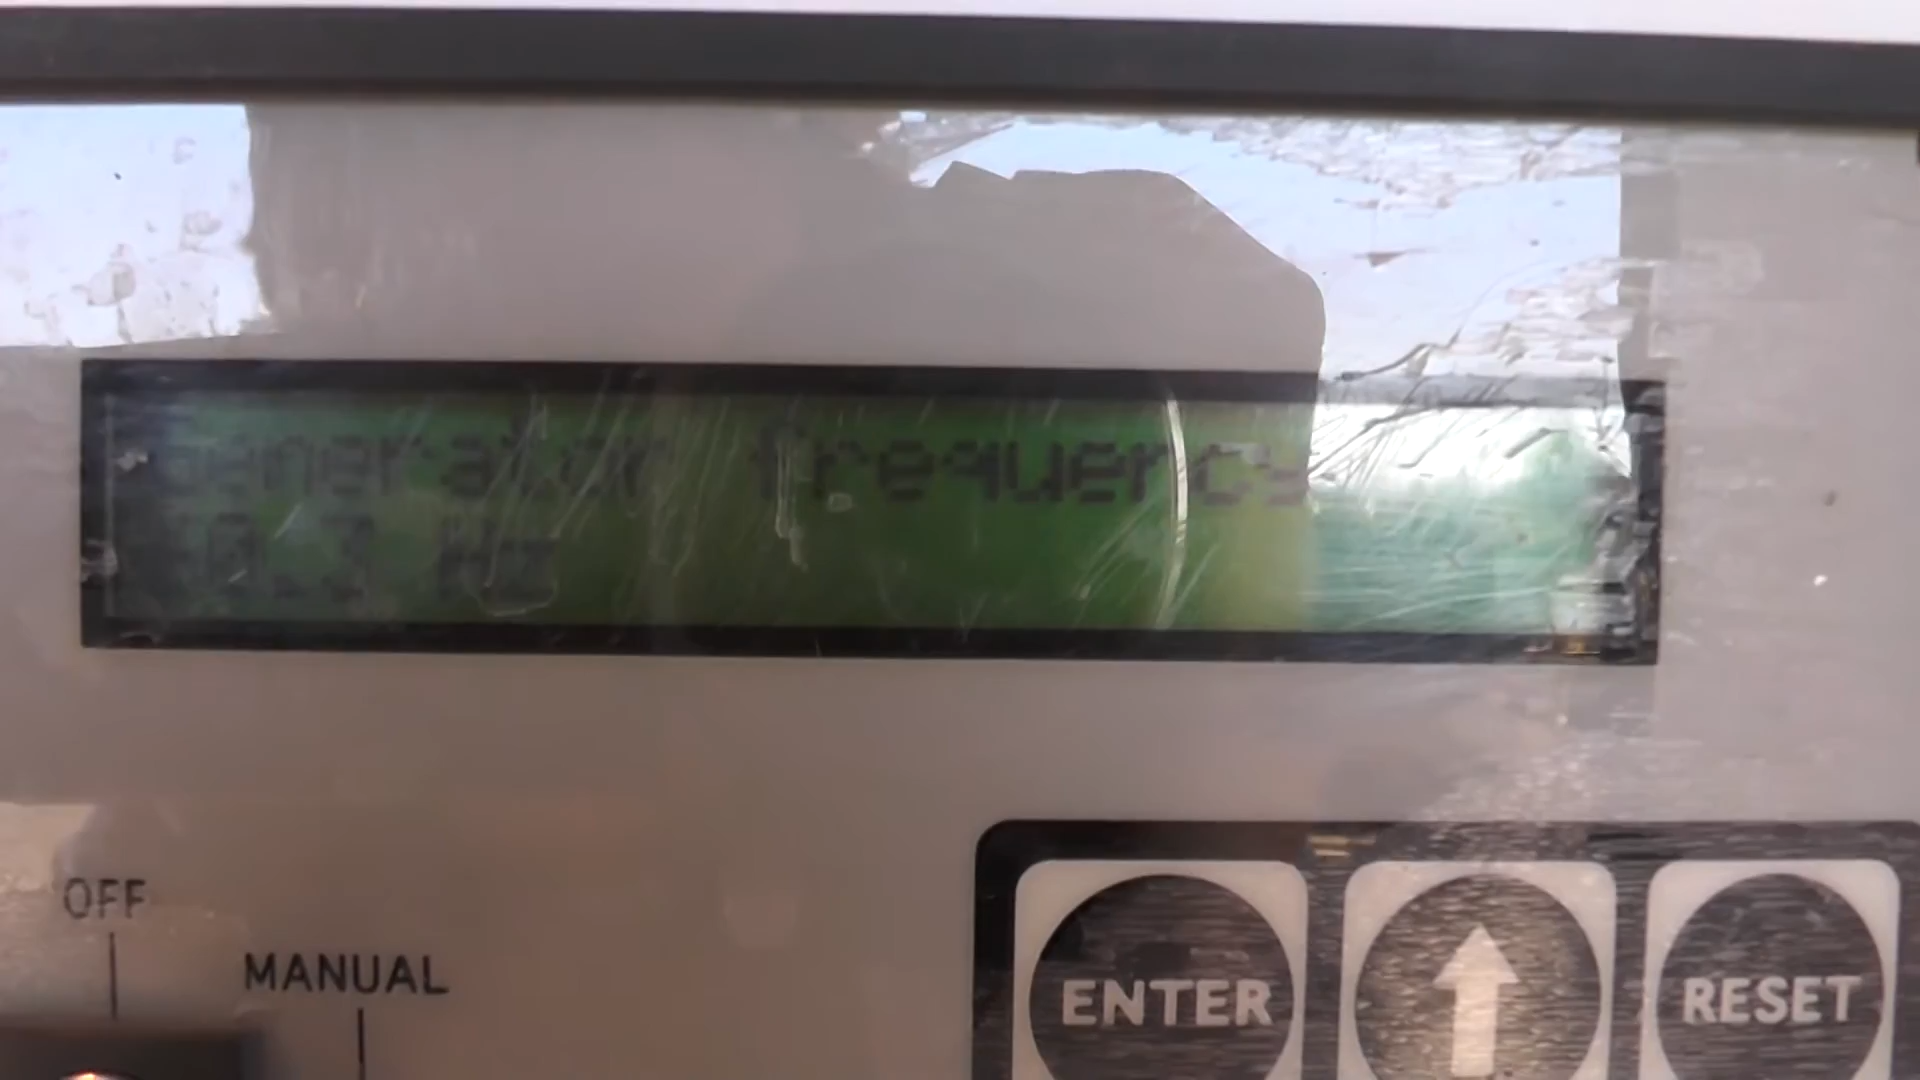 Generator frequency
Hz
OFF
MANUAL
ENTER
RESET